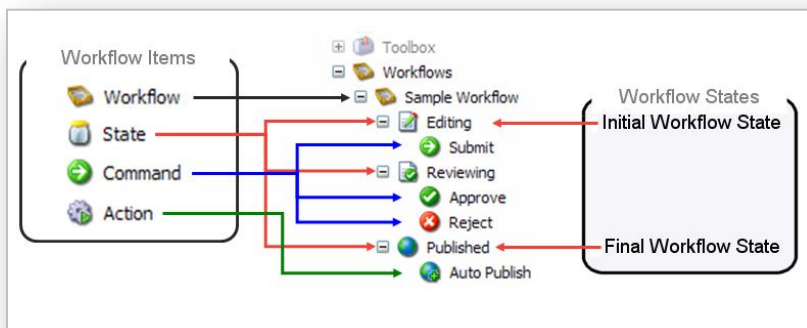 Workflow Items
Workflow
State
Command
Action
Toolbox
Workflows
Sample Workflow
Editing
Submit
Reviewing
Approve
Reject
Published
Auto Publish
Workflow States
Initial Workflow State
Final Workflow State